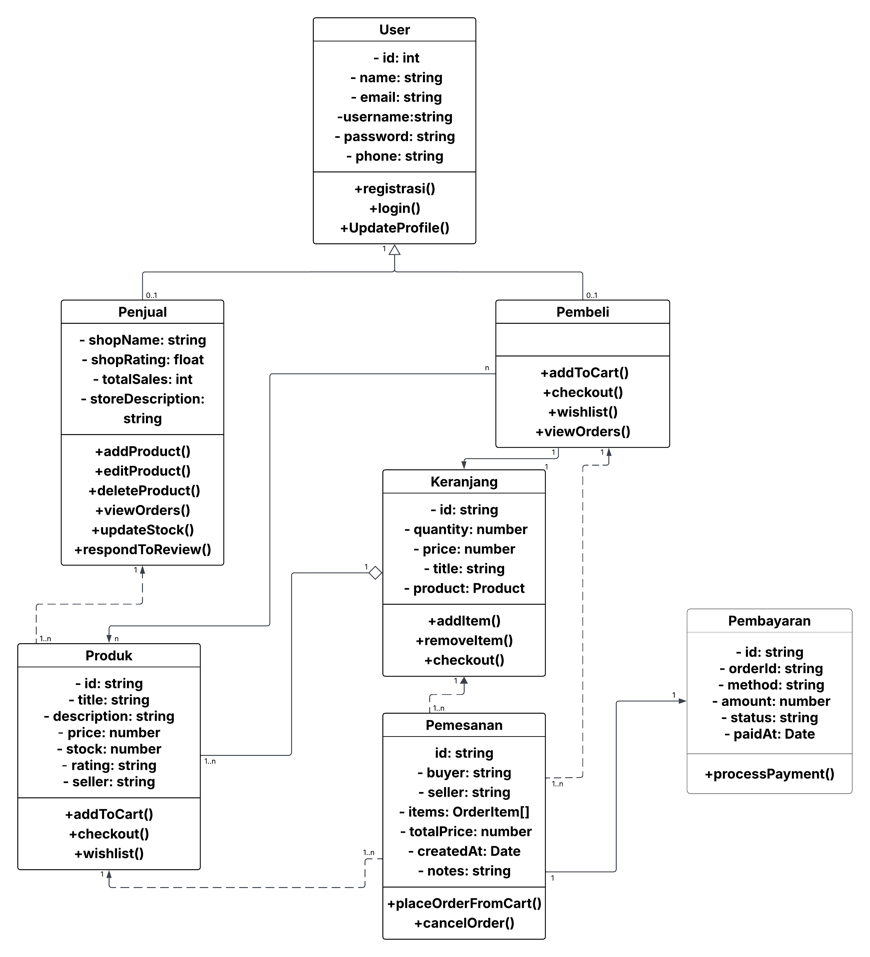 User
- id: int
- name: string
- email: string
-username:string
- password: string
- phone: string
+registrasi()
+login()
+UpdateProfile()
1
0..1
0..1
Penjual
- shopName: string
- shopRating: float
- totalSales: int
- storeDescription:
string
+addProduct()
+editProduct()
+deleteProduct()
+viewOrders()
+updateStock()
+respondToReview()
Pembeli
+addToCart()
+checkout()
+wishlist()
+viewOrders()
n
1
1
1
Keranjang
- id: string
- quantity: number
- price: number
- title: string
- product: Product
+addItem()
+removeItem()
+checkout()
1
1
1..n
n
Produk
- id: string
- title: string
- description: string
- price: number
- stock: number
- rating: string
- seller: string
+addToCart()
+checkout()
+wishlist()
1..n
1
1
1..n
Pemesanan
id: string
- buyer: string
- seller: string
- items: OrderItem[]
- totalPrice: number
- createdAt: Date
- notes: string
+placeOrderFromCart()
+cancelOrder()
1..n
1..n
1
1
Pembayaran
- id: string
- orderId: string
- method: string
- amount: number
- status: string
- paidAt: Date
+processPayment()